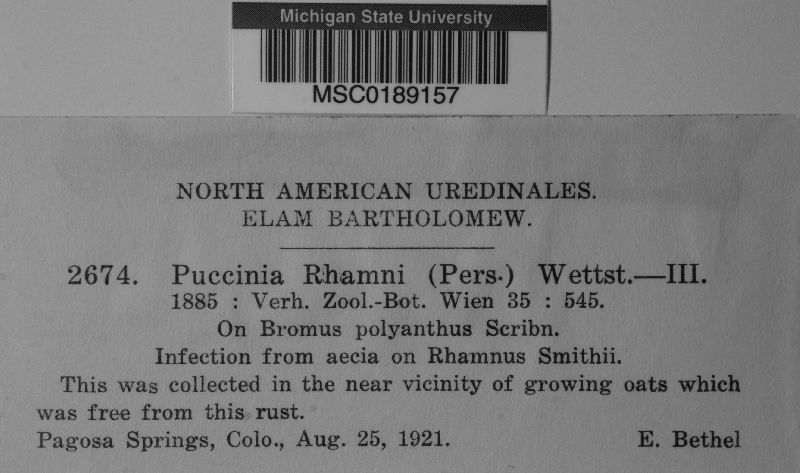 Michigan State University
MSC0189157
NORTH AMERICAN UREDINALES.
ELAM BARTHOLOMEW.
2674. Puccinia Rhamni (Pers.) Wettst.—III.
1885 : Verh. Zool.-Bot. Wien 35 : 545.
On Bromus polyanthus Scribn.
Infection from aecia on Rhamnus Smithii.
This was collected in the near vicinity of growing oats which
was free from this rust.
Pagosa Springs, Colo., Aug. 25, 1921. E. Bethel